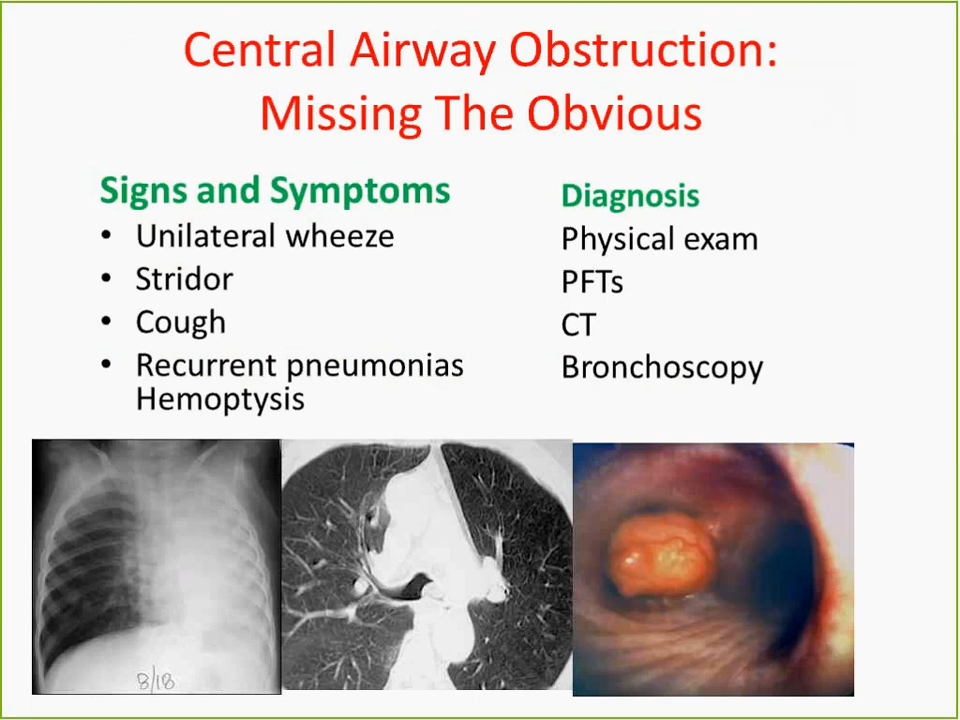 Central Airway Obstruction:
Missing The Obvious
Signs and Symptoms
• Unilateral wheeze
• Stridor
• Cough
• Recurrent pneumonias
Hemoptysis
Diagnosis
Physical exam
PFTs
CT
Bronchoscopy
8/18